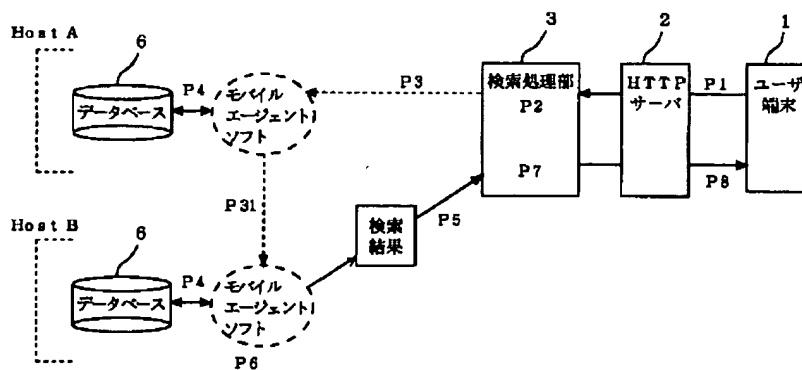 Host A
6
データベース
P4
モバイル
エージェント
ソフト
P3
3
検索処理部
P2
P7
2
HTTP
サーバ
P1
P8
1
ユーザ
端末
P31
検索
結果
P5
Host B
6
データベース
P4
モバイル
エージェント
ソフト
P6